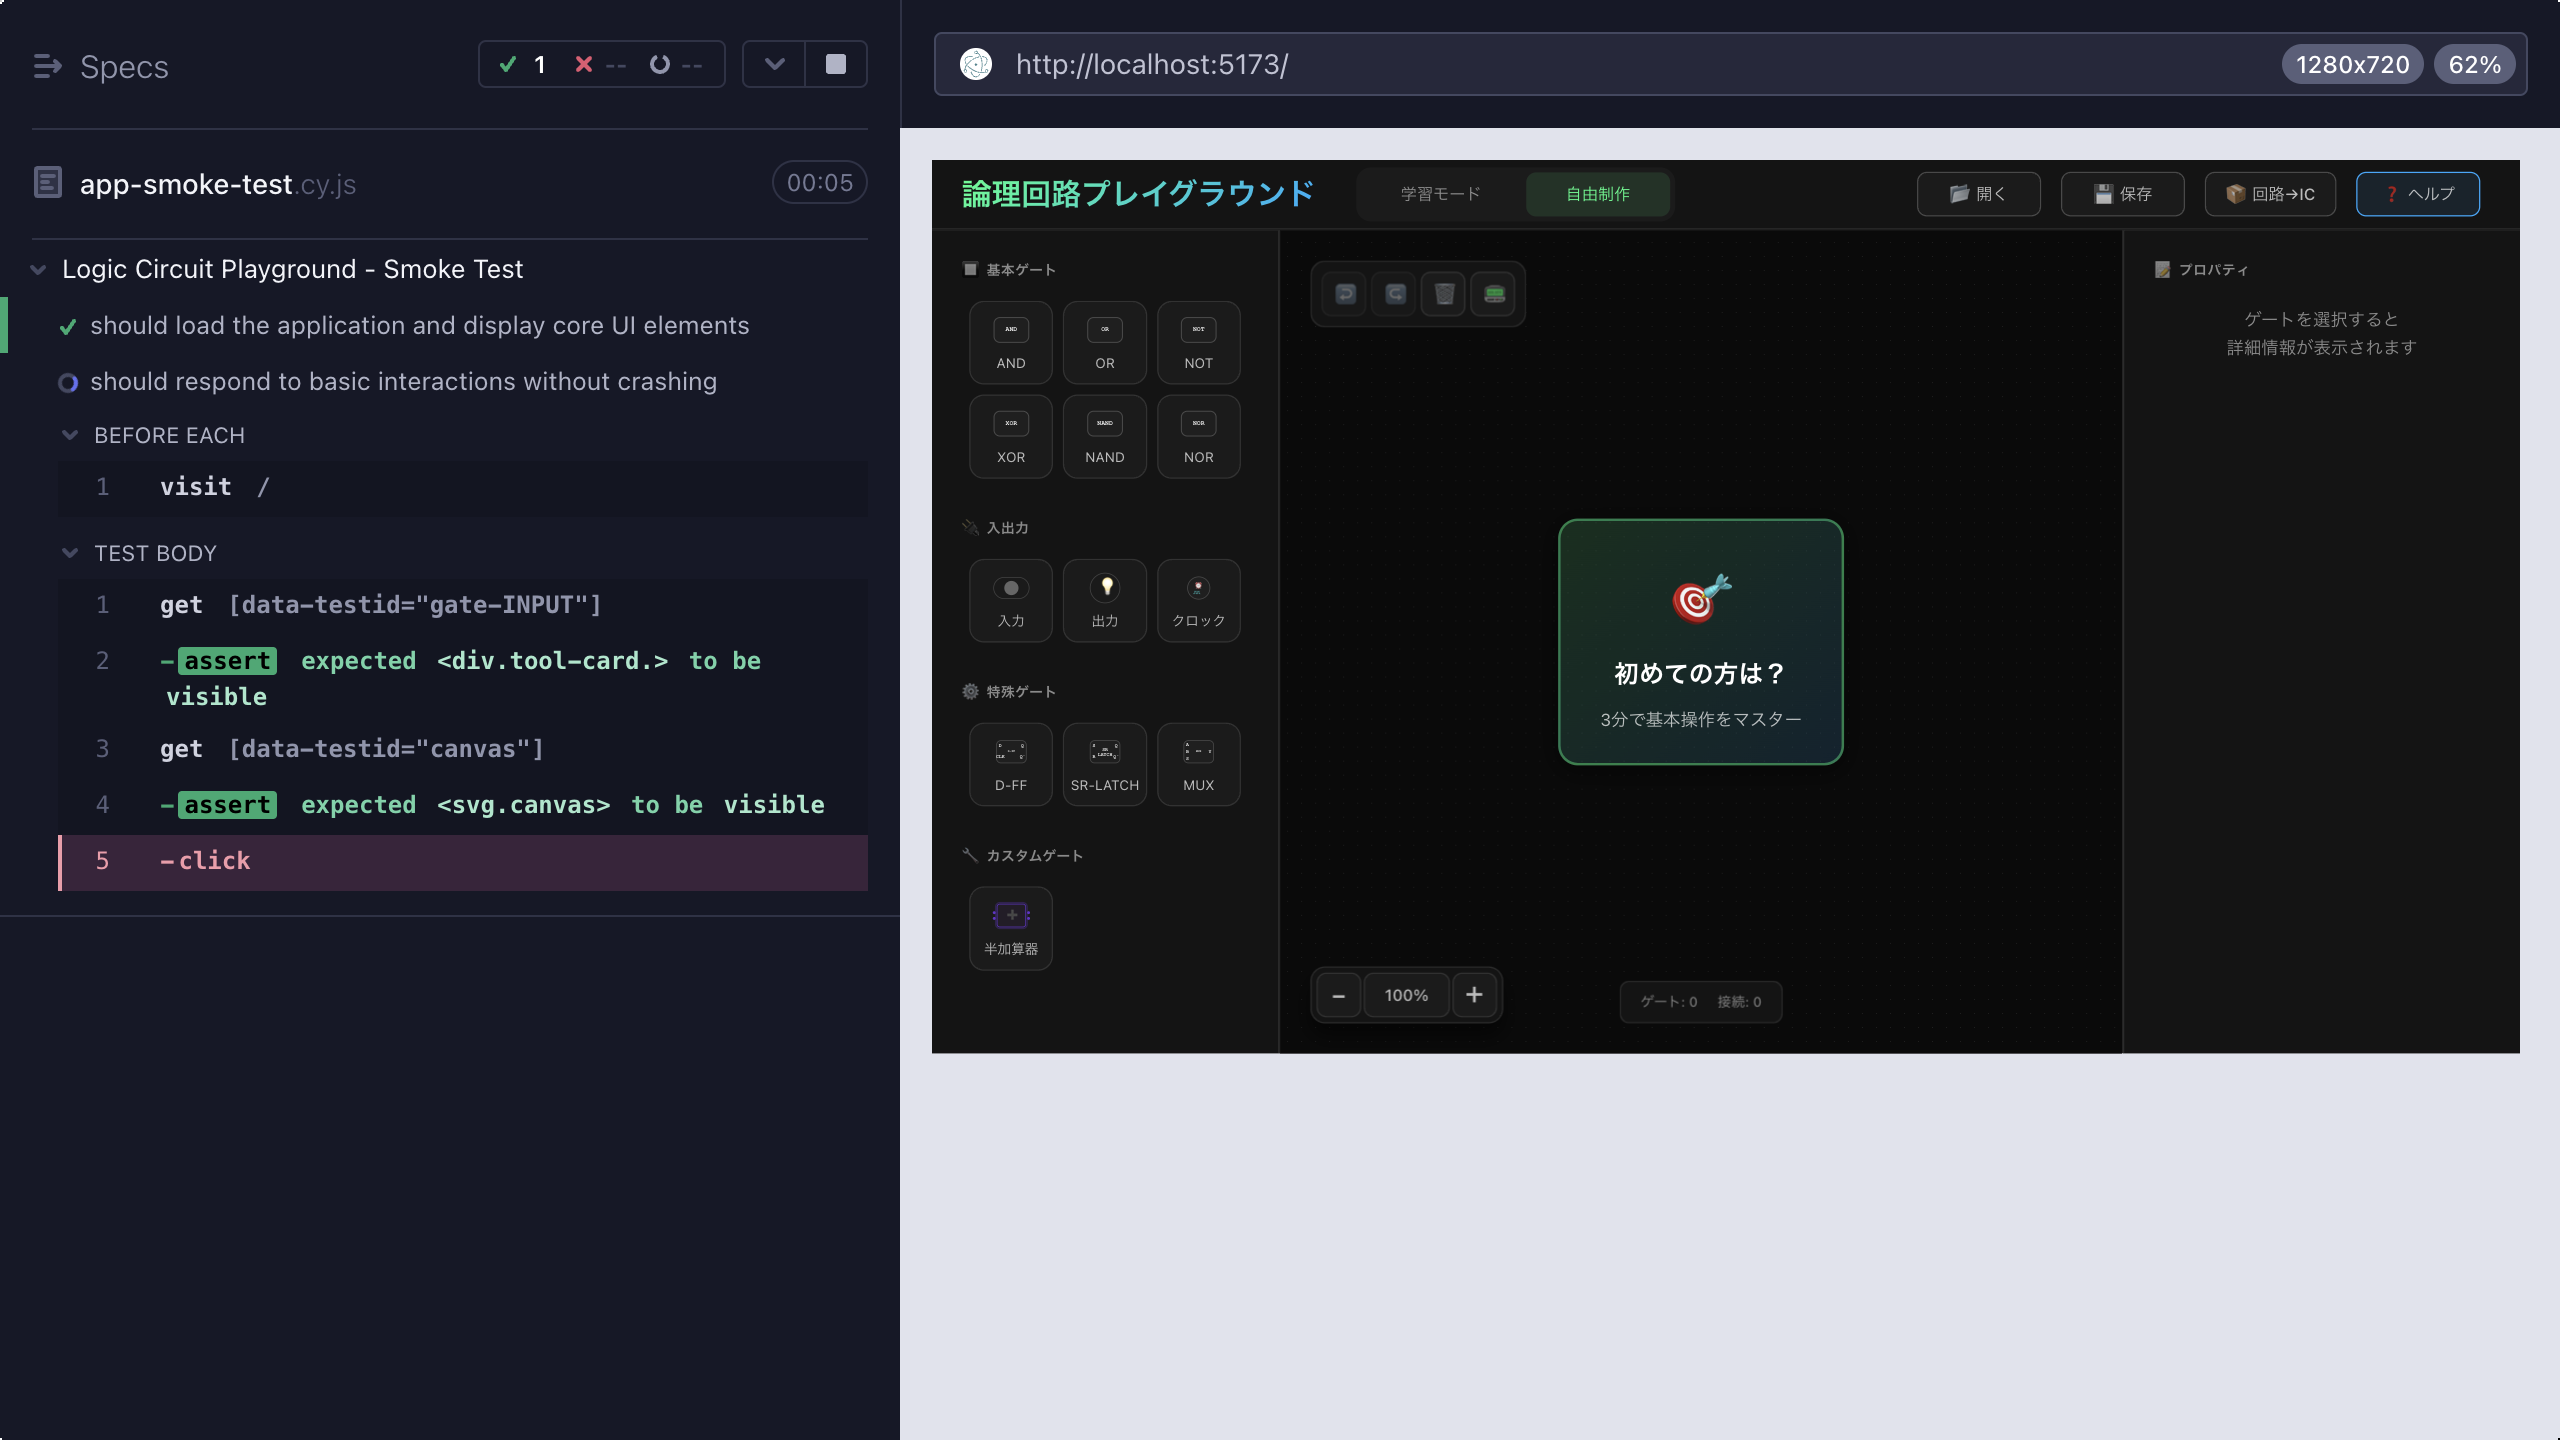 Specs
1 -- --
app-smoke-test.cy.js
00:05
Logic Circuit Playground - Smoke Test
should load the application and display core UI elements
should respond to basic interactions without crashing
BEFORE EACH
1 visit /
TEST BODY
1 get [data-testid="gate-INPUT"]
2 -assert expected <div.tool-card.> to be
visible
3 get [data-testid="canvas"]
4 -assert expected <svg.canvas> to be visible
5 -click
http://localhost:5173/
1280x720
62%
論理回路プレイグラウンド
学習モード
自由制作
開く
保存
回路→IC
ヘルプ
基本ゲート
AND OR NOT
AND OR NOT
XOR NAND NOR
XOR NAND NOR
入出力
入力 出力 クロック
特殊ゲート
D-FF SR-LATCH MUX
カスタムゲート
半加算器
初めての方は？
3分で基本操作をマスター
− 100% +
ゲート: 0 接続: 0
プロパティ
ゲートを選択すると
詳細情報が表示されます